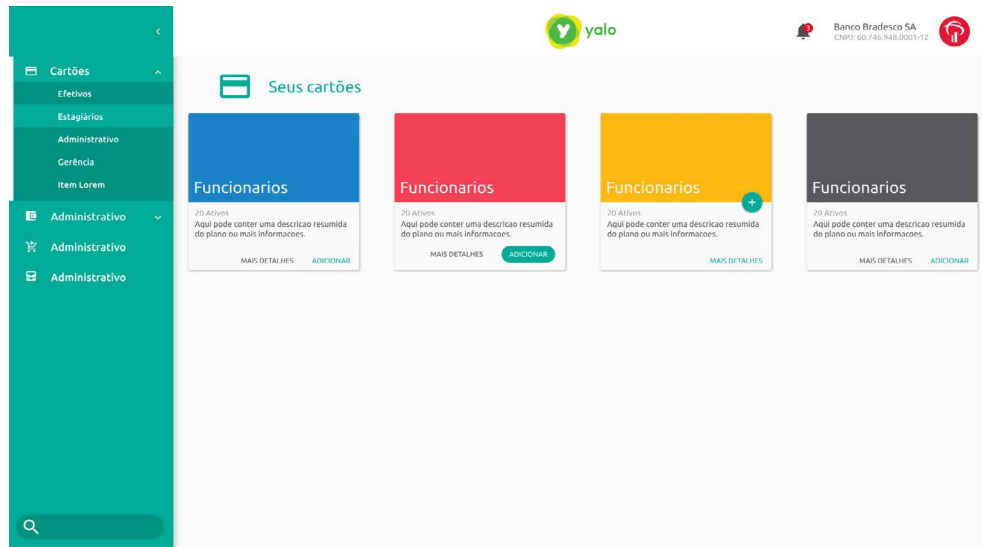 yalo
3
Banco Bradesco SA
CNPJ: 60.746.948.0001-12
Cartões
Efetivos
Estagiários
Administrativo
Gerência
Item Lorem
Administrativo
Administrativo
Administrativo
Seus cartões
Funcionarios
20 Ativos
Aqui pode conter uma descricao resumida
do plano ou mais informacoes.
MAIS DETALHES ADICIONAR
Funcionarios
20 Ativos
Aqui pode conter uma descricao resumida
do plano ou mais informacoes.
MAIS DETALHES ADICIONAR
Funcionarios
+
20 Ativos
Aqui pode conter uma descricao resumida
do plano ou mais informacoes.
MAIS DETALHES
Funcionarios
20 Ativos
Aqui pode conter uma descricao resumida
do plano ou mais informacoes.
MAIS DETALHES ADICIONAR